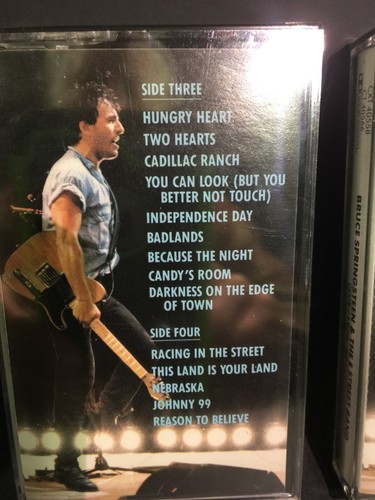 SIDE THREE
HUNGRY HEART
TWO HEARTS
CADILLAC RANCH
YOU CAN LOOK (BUT YOU
BETTER NOT TOUCH)
INDEPENDENCE DAY
BADLANDS
BECAUSE THE NIGHT
CANDY'S ROOM
DARKNESS ON THE EDGE
OF TOWN
SIDE FOUR
RACING IN THE STREET
THIS LAND IS YOUR LAND
NEBRASKA
JOHNNY 99
REASON TO BELIEVE
BRUCE SPRINGSTEEN & THE E STREET BAND